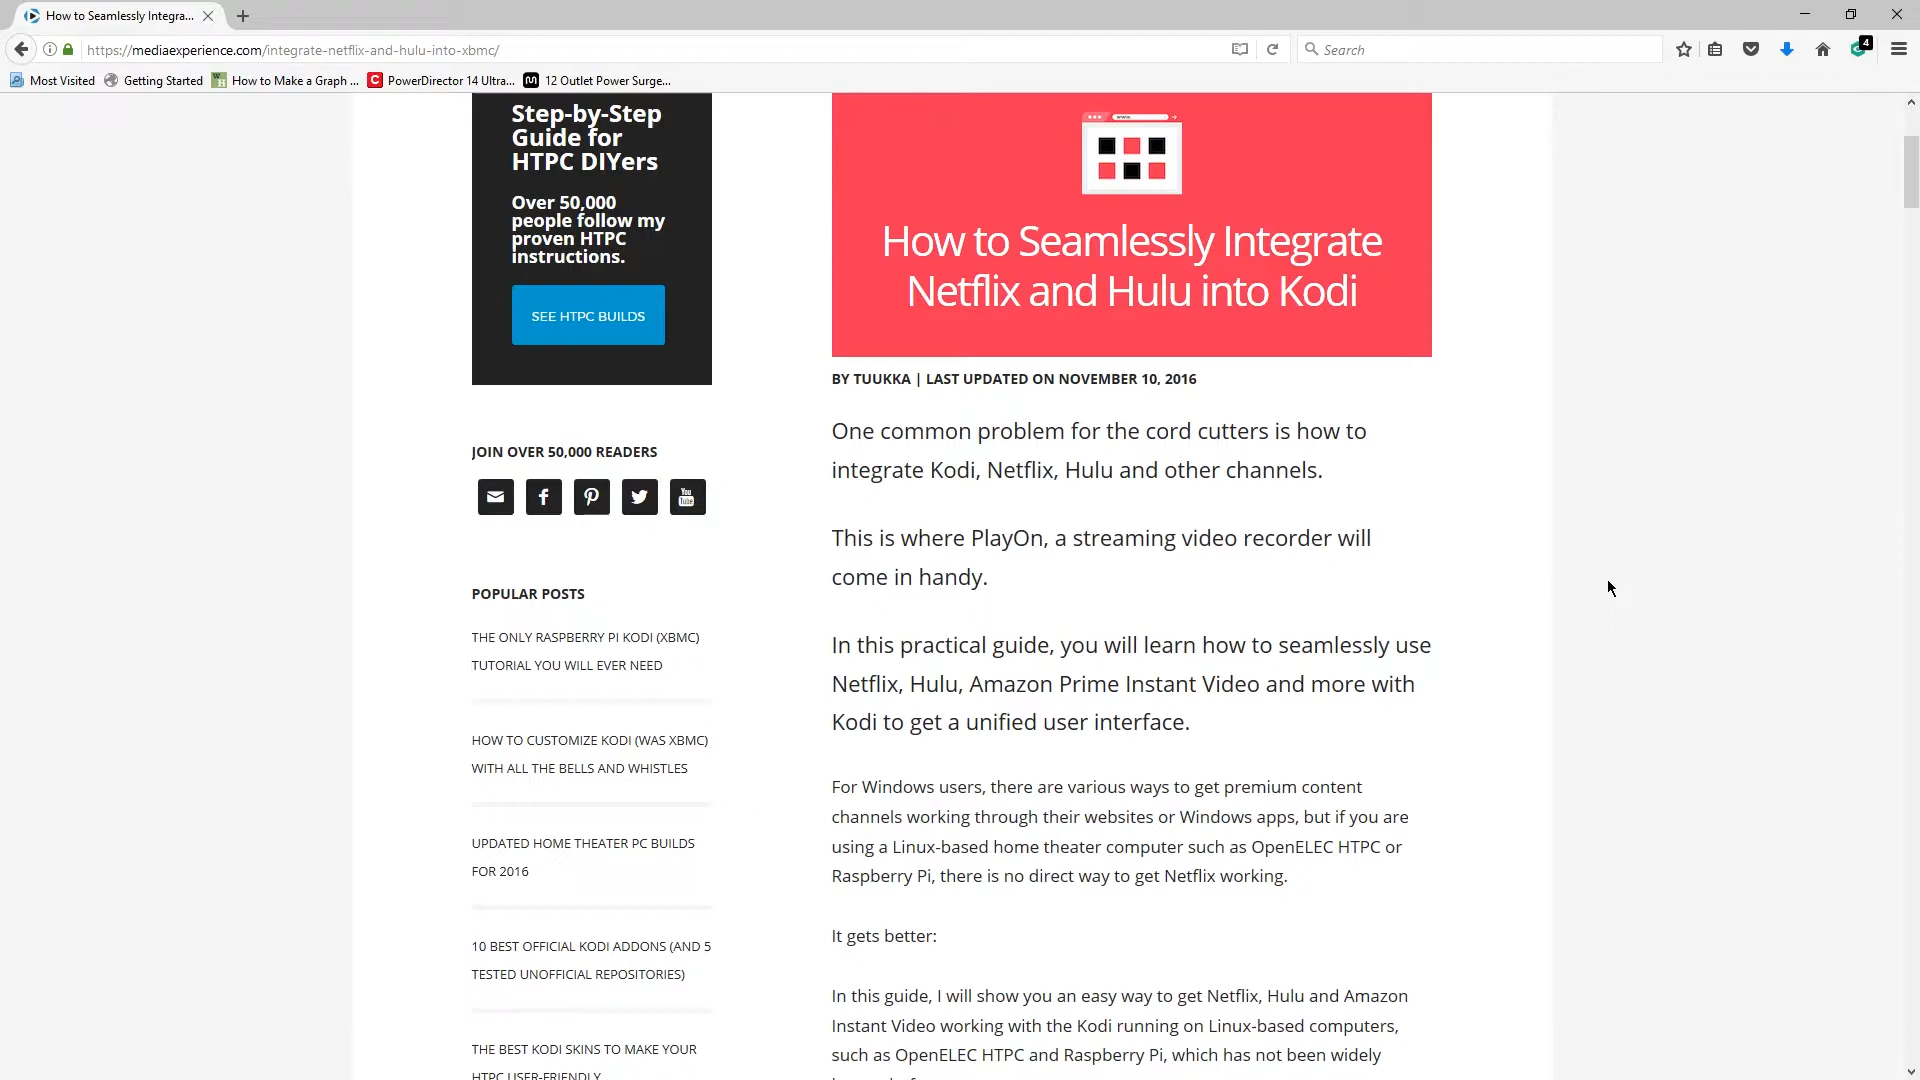 How to Seamlessly Integra...
https://mediaexperience.com/integrate-netflix-and-hulu-into-xbmc/
Search
4
Most Visited
Getting Started
How to Make a Graph ...
PowerDirector 14 Ultra...
12 Outlet Power Surge...
Step-by-Step
Guide for
HTPC DIYers
Over 50,000
people follow my
proven HTPC
instructions.
SEE HTPC BUILDS
JOIN OVER 50,000 READERS
You
Tube
POPULAR POSTS
THE ONLY RASPBERRY PI KODI (XBMC)
TUTORIAL YOU WILL EVER NEED
HOW TO CUSTOMIZE KODI (WAS XBMC)
WITH ALL THE BELLS AND WHISTLES
UPDATED HOME THEATER PC BUILDS
FOR 2016
10 BEST OFFICIAL KODI ADDONS (AND 5
TESTED UNOFFICIAL REPOSITORIES)
THE BEST KODI SKINS TO MAKE YOUR
HTPC USER-FRIENDLY
www.
How to Seamlessly Integrate
Netflix and Hulu into Kodi
BY TUUKKA | LAST UPDATED ON NOVEMBER 10, 2016
One common problem for the cord cutters is how to
integrate Kodi, Netflix, Hulu and other channels.
This is where PlayOn, a streaming video recorder will
come in handy.
In this practical guide, you will learn how to seamlessly use
Netflix, Hulu, Amazon Prime Instant Video and more with
Kodi to get a unified user interface.
For Windows users, there are various ways to get premium content
channels working through their websites or Windows apps, but if you are
using a Linux-based home theater computer such as OpenELEC HTPC or
Raspberry Pi, there is no direct way to get Netflix working.
It gets better:
In this guide, I will show you an easy way to get Netflix, Hulu and Amazon
Instant Video working with the Kodi running on Linux-based computers,
such as OpenELEC HTPC and Raspberry Pi, which has not been widely